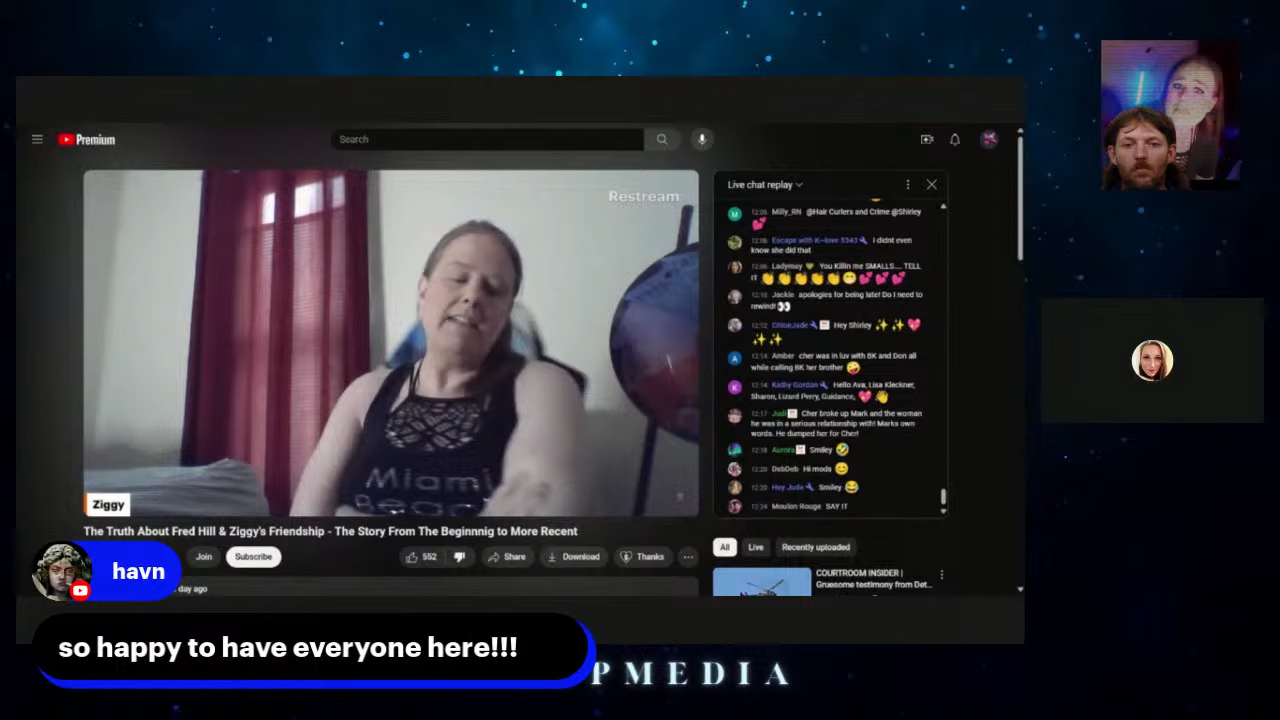 Premium
Search
Restream
Live chat replay
M
12:05 Milly_RN @Hair Curlers and Crime @Shirley
12:06 Escape with K~love 5343 I didnt even
know she did that
12:06 Ladymay You Killin me SMALLS.... TELL
IT
12:10 Jackie apologies for being late! Do I need to
rewind!
12:12 ChloeJade Hey Shirley
A
12:14 Amber cher was in luv with BK and Don all
while calling BK her brother
K
12:14 Kathy Gordon Hello Ava, Lisa Kleckner,
Sharon, Lizard Perry, Guidance,
12:17 Judi Cher broke up Mark and the woman
he was in a serious relationship with! Marks own
words. He dumped her for Cher!
12:18 Aurora Smiley
12:20 DebDeb Hi mods
12:20 Hey Jude Smiley
12:24 Moulon Rouge SAY IT
Miami
Ziggy
The Truth About Fred Hill & Ziggy's Friendship - The Story From The Beginnnig to More Recent
Join
Subscribe
552
Share
Download
Thanks
All
Live
Recently uploaded
COURTROOM INSIDER |
Gruesome testimony from Det...
day ago
havn
so happy to have everyone here!!!
PMEDIA